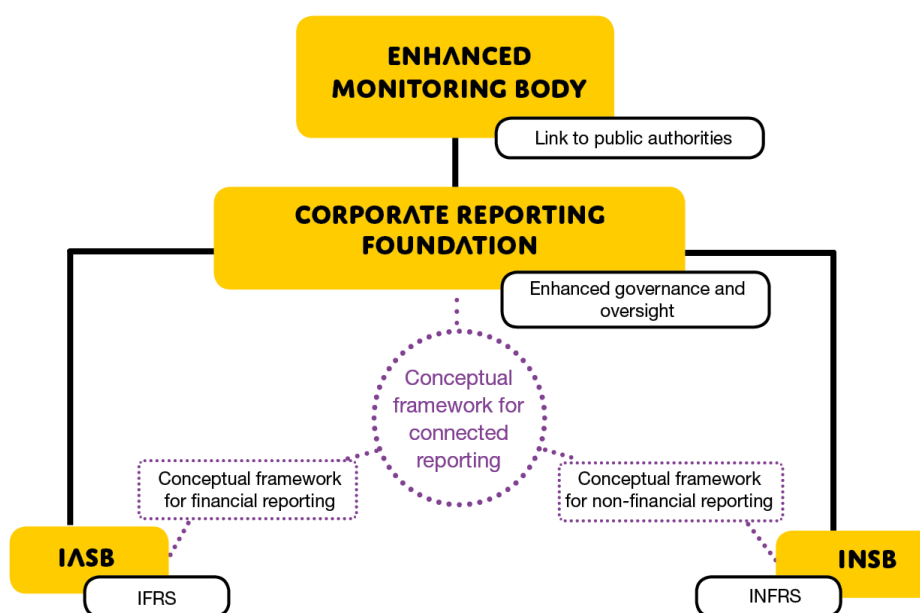 ENHANCED
MONITORING BODY
Link to public authorities
CORPORATE REPORTING
FOUNDATION
Enhanced governance and
oversight
Conceptual
framework for
connected
reporting
Conceptual framework
for financial reporting
Conceptual framework
for non-financial reporting
IASB
IFRS
INSB
INFRS